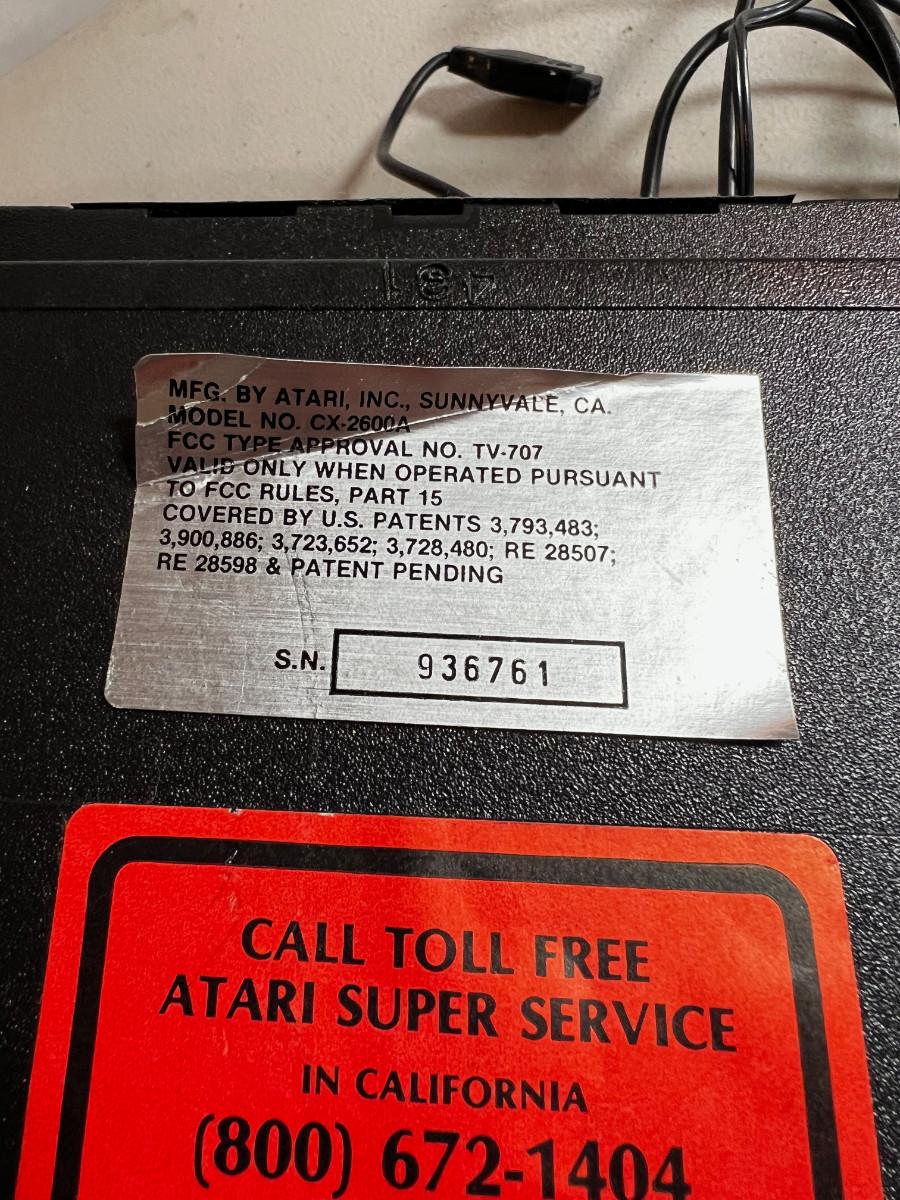 MFG. BY ATARI, INC., SUNNYVALE, CA.
MODEL NO. CX-2600A
FCC TYPE APPROVAL NO. TV-707
VALID ONLY WHEN OPERATED PURSUANT
TO FCC RULES, PART 15
COVERED BY U.S. PATENTS 3,793,483;
3,900,886; 3,723,652; 3,728,480; RE 28507;
RE 28598 & PATENT PENDING
S.N. 936761
CALL TOLL FREE
ATARI SUPER SERVICE
IN CALIFORNIA
(800) 672-1404